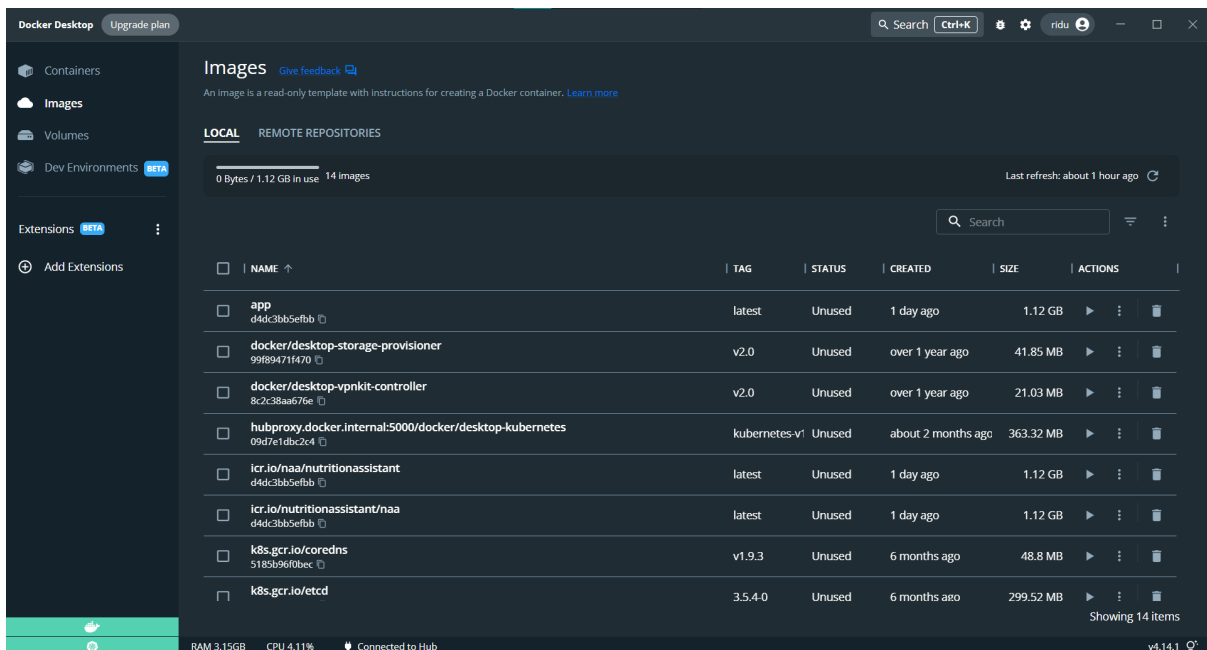 Docker Desktop Upgrade plan Search Ctrl+K ridu
Containers
Images
Volumes
Dev Environments BETA
Extensions BETA
Add Extensions
Images Give feedback
An image is a read-only template with instructions for creating a Docker container. Learn more
LOCAL REMOTE REPOSITORIES
0 Bytes / 1.12 GB in use 14 images Last refresh: about 1 hour ago
Search
NAME TAG STATUS CREATED SIZE ACTIONS
app latest Unused 1 day ago 1.12 GB
d4dc3bb5efbb
docker/desktop-storage-provisioner v2.0 Unused over 1 year ago 41.85 MB
99f89471f470
docker/desktop-vpnkit-controller v2.0 Unused over 1 year ago 21.03 MB
8c2c38aa676e
hubproxy.docker.internal:5000/docker/desktop-kubernetes kubernetes-v1 Unused about 2 months ago 363.32 MB
09d7e1dbc2c4
icr.io/naa/nutritionassistant latest Unused 1 day ago 1.12 GB
d4dc3bb5efbb
icr.io/nutritionassistant/naa latest Unused 1 day ago 1.12 GB
d4dc3bb5efbb
k8s.gcr.io/coredns v1.9.3 Unused 6 months ago 48.8 MB
5185b96f0bec
k8s.gcr.io/etcd 3.5.4-0 Unused 6 months ago 299.52 MB
Showing 14 items
RAM 3.15GB CPU 4.11% Connected to Hub v4.14.1